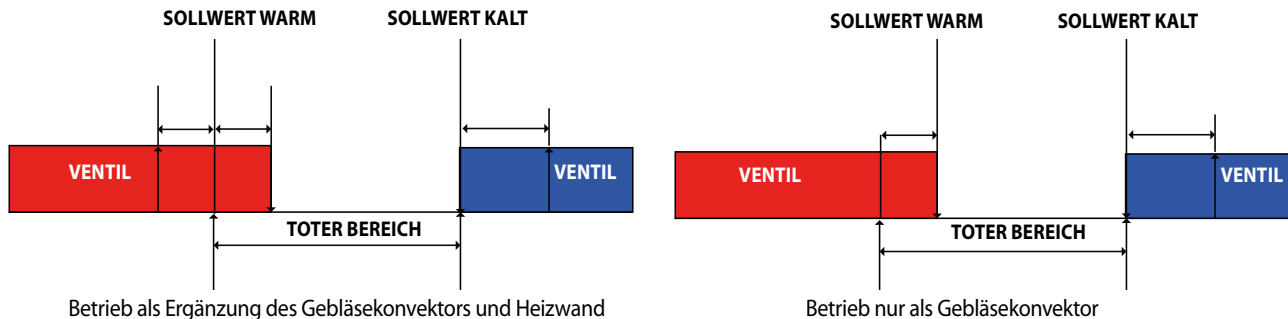 SOLLWERT WARM
SOLLWERT KALT
VENTIL
VENTIL
TOTER BEREICH
Betrieb als Ergänzung des Gebläsekonvektors und Heizwand
SOLLWERT WARM
SOLLWERT KALT
VENTIL
VENTIL
TOTER BEREICH
Betrieb nur als Gebläsekonvektor